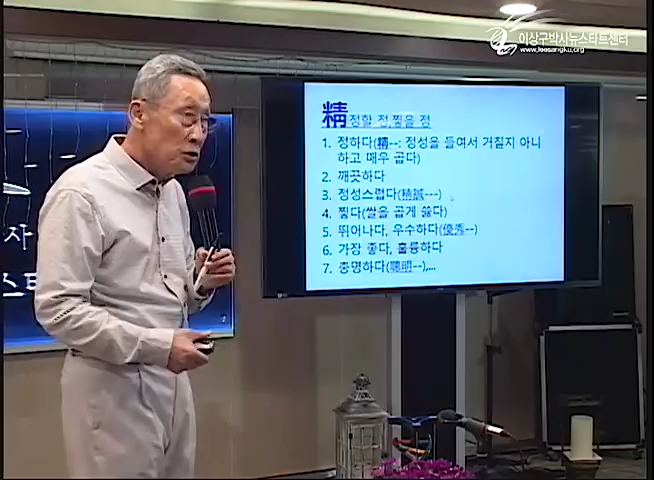 이상구박사뉴스타트센터
www.leesangku.org
精 정할 정,찧을 정
1. 정하다(精--: 정성을 들여서 거칠지 아니
하고 매우 곱다)
2. 깨끗하다
3. 정성스럽다(精誠---)
4. 찧다(쌀을 곱게 쓿다)
5. 뛰어나다, 우수하다(優秀--)
6. 가장 좋다, 훌륭하다
7. 총명하다(聰明--),...
자
스